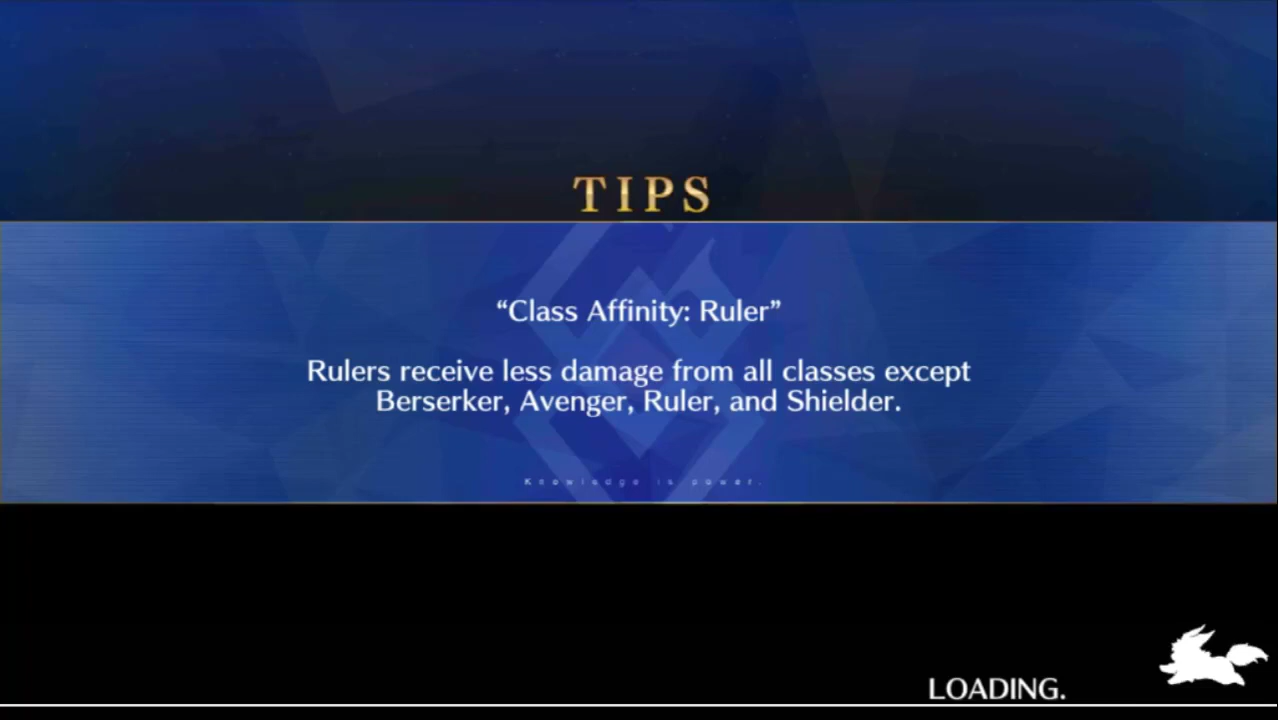 TIPS
“Class Affinity: Ruler”
Rulers receive less damage from all classes except
Berserker, Avenger, Ruler, and Shielder.
Knowledge is power.
LOADING.